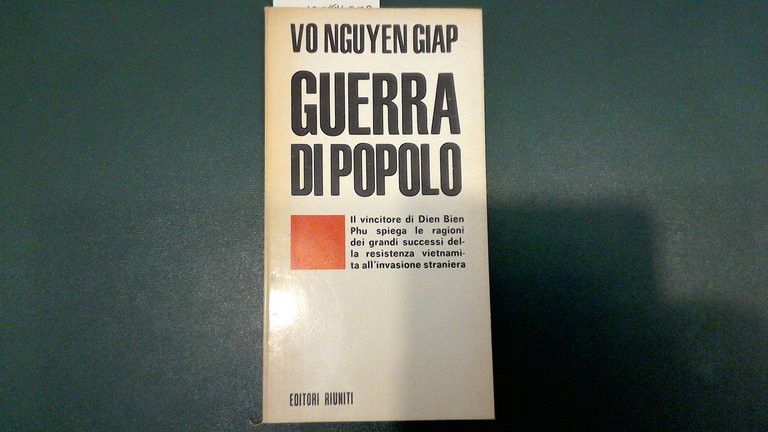 VO NGUYEN GIAP
GUERRA
DI POPOLO
Il vincitore di Dien Bien
Phu spiega le ragioni
dei grandi successi del-
la resistenza vietnami-
ta all'invasione straniera
EDITORI RIUNITI